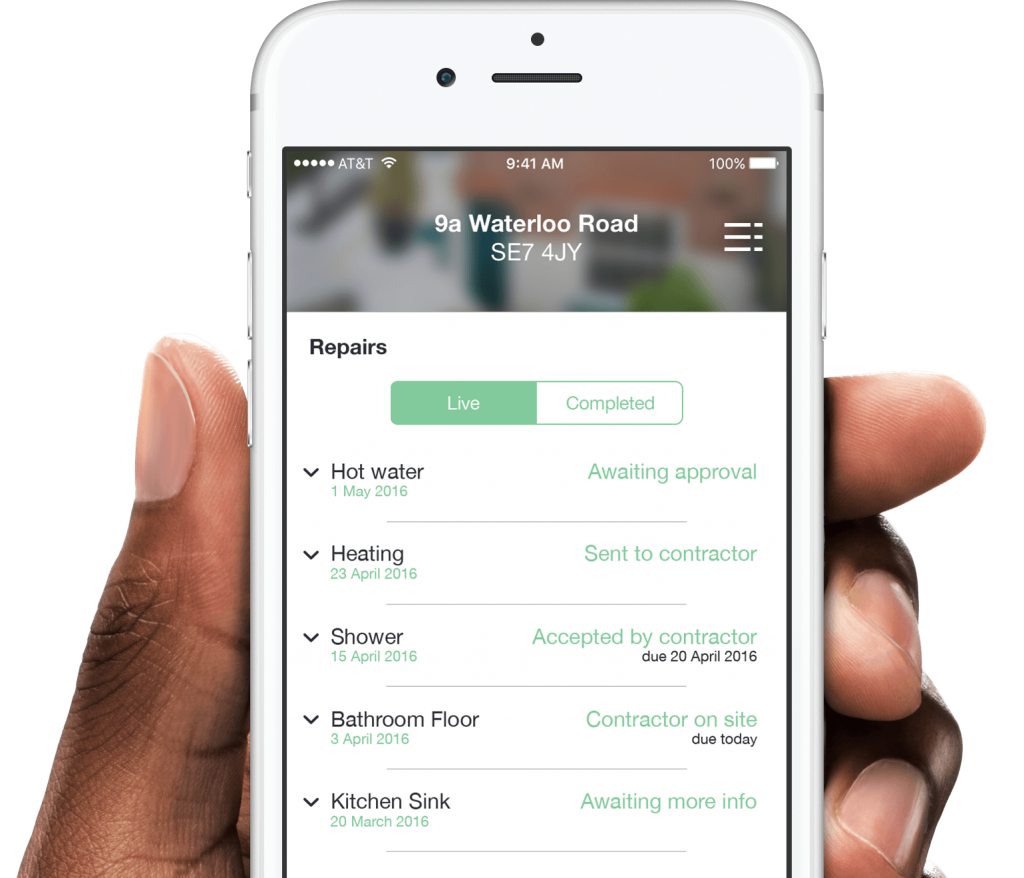 AT&T 9:41 AM 100%
9a Waterloo Road
SE7 4JY
Repairs
Live Completed
Hot water Awaiting approval
1 May 2016
Heating Sent to contractor
23 April 2016
Shower Accepted by contractor
15 April 2016 due 20 April 2016
Bathroom Floor Contractor on site
3 April 2016 due today
Kitchen Sink Awaiting more info
20 March 2016